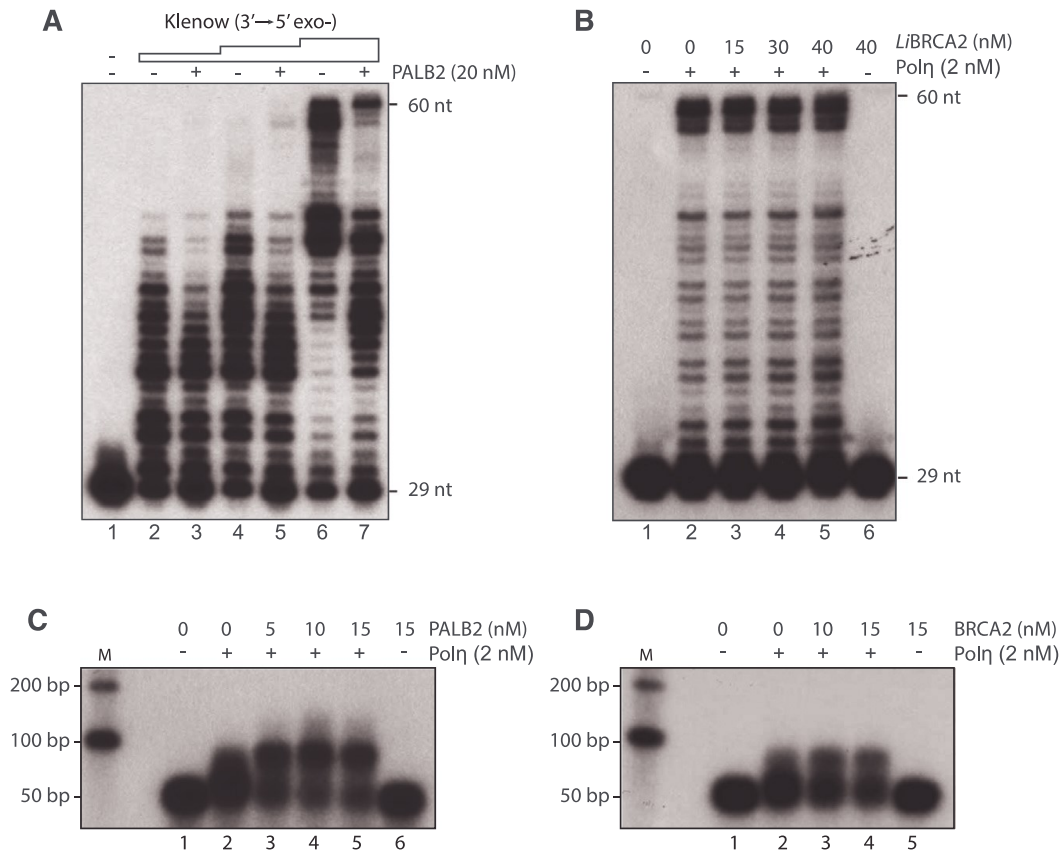 A
Klenow (3′→5′ exo-)
-
- - + - + - + PALB2 (20 nM)
60 nt
29 nt
1 2 3 4 5 6 7
B
0 0 15 30 40 40 LiBRCA2 (nM)
- + + + + - Polη (2 nM)
60 nt
29 nt
1 2 3 4 5 6
C
0 0 5 10 15 15 PALB2 (nM)
M - + + + + - Polη (2 nM)
200 bp
100 bp
50 bp
1 2 3 4 5 6
D
0 0 10 15 15 BRCA2 (nM)
M - + + + - Polη (2 nM)
200 bp
100 bp
50 bp
1 2 3 4 5